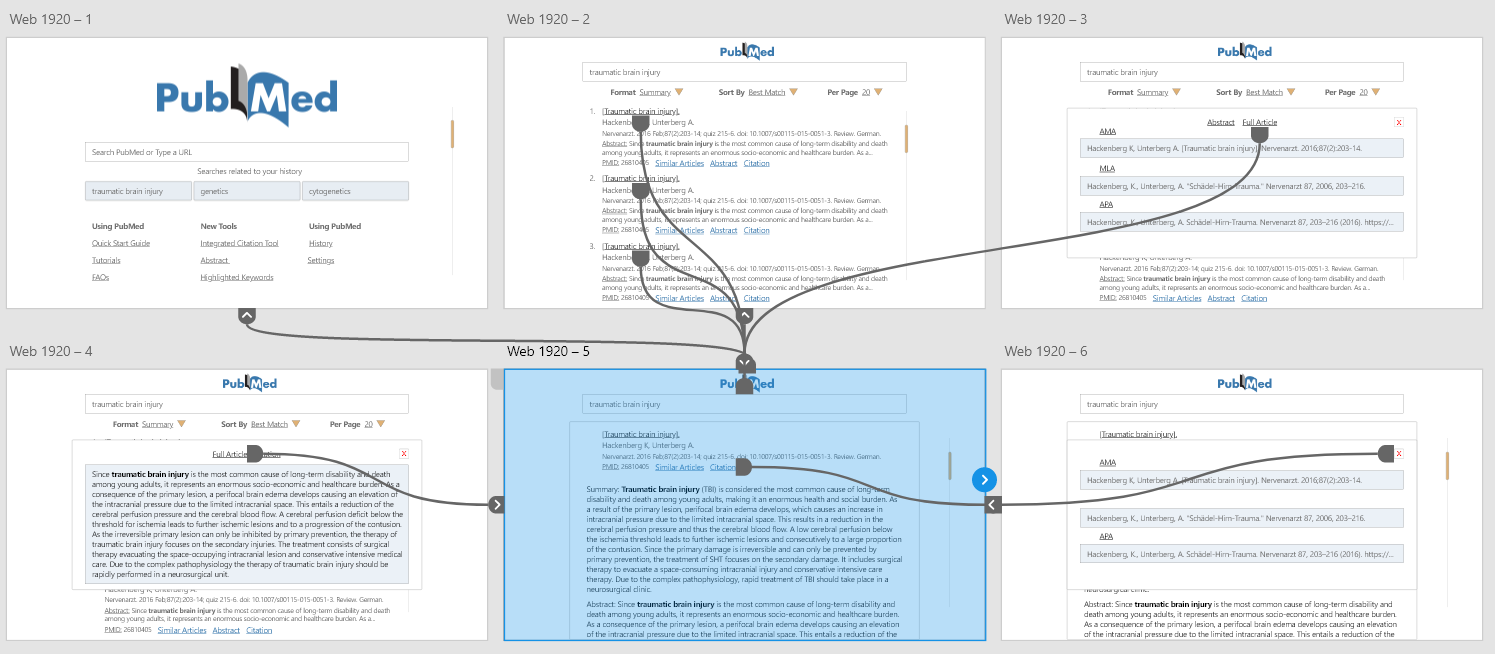 Web 1920 – 1
PubMed
Search PubMed or Type a URL
Searches related to your history
traumatic brain injury
genetics
cytogenetics
Using PubMed
New Tools
Using PubMed
Quick Start Guide
Integrated Citation Tool
History
Tutorials
Abstract
Settings
FAQs
Highlighted Keywords
Web 1920 – 2
PubMed
traumatic brain injury
Format Summary Sort By Best Match Per Page 20
1. [Traumatic brain injury].
Hackenb Unterberg A.
Nervenarzt. 2016 Feb;87(2):203-14; quiz 215-6. doi: 10.1007/s00115-015-0051-3. Review. German.
Abstract: Since traumatic brain injury is the most common cause of long-term disability and death
among young adults, it represents an enormous socio-economic and healthcare burden. As a...
PMID: 26810405 Similar Articles Abstract Citation
2. [Traumatic brain injury].
Hackenb Unterberg A.
Nervenarzt. 2016 Feb;87(2):203-14; quiz 215-6. doi: 10.1007/s00115-015-0051-3. Review. German.
Abstract: Since traumatic brain injury is the most common cause of long-term disability and death
among young adults, it represents an enormous socio-economic and healthcare burden. As a...
PMID: 26810405 Similar Articles Abstract Citation
3. [Traumatic brain injury].
Hackenb Unterberg A.
Nervenarzt. 2016 Feb;87(2):203-14; quiz 215-6. doi: 10.1007/s00115-015-0051-3. Review. German.
Abstract: Since traumatic brain injury is the most common cause of long-term disability and death
among young adults, it represents an enormous socio-economic and healthcare burden. As a...
PMID: 26810405 Similar Articles Abstract Citation
Web 1920 – 3
PubMed
traumatic brain injury
Format Summary Sort By Best Match Per Page 20
Abstract Full Article X
AMA
Hackenberg K, Unterberg A. [Traumatic brain injury]. Nervenarzt. 2016;87(2):203-14.
MLA
Hackenberg, K., Unterberg, A. "Schädel-Hirn-Trauma." Nervenarzt 87, 2006, 203–216.
APA
Hackenberg, K., Unterberg, A. Schädel-Hirn-Trauma. Nervenarzt 87, 203–216 (2016). https://...
Hackenberg K, Unterberg A.
Nervenarzt. 2016 Feb;87(2):203-14; quiz 215-6. doi: 10.1007/s00115-015-0051-3. Review. German.
Abstract: Since traumatic brain injury is the most common cause of long-term disability and death
among young adults, it represents an enormous socio-economic and healthcare burden. As a...
PMID: 26810405 Similar Articles Abstract Citation
Web 1920 – 4
PubMed
traumatic brain injury
Format Summary Sort By Best Match Per Page 20
Full Article X
Since traumatic brain injury is the most common cause of long-term disability and death
among young adults, it represents an enormous socio-economic and healthcare burden. As a
consequence of the primary lesion, a perifocal brain edema develops causing an elevation of
the intracranial pressure due to the limited intracranial space. This entails a reduction of the
cerebral perfusion pressure and the cerebral blood flow. A cerebral perfusion deficit below the
threshold for ischemia leads to further ischemic lesions and to a progression of the contusion.
As the irreversible primary lesion can only be inhibited by primary prevention, the therapy of
traumatic brain injury focuses on the secondary injuries. The treatment consists of surgical
therapy evacuating the space-occupying intracranial lesion and conservative intensive medical
care. Due to the complex pathophysiology the therapy of traumatic brain injury should be
rapidly performed in a neurosurgical unit.
Hackenberg K, Unterberg A.
Nervenarzt. 2016 Feb;87(2):203-14; quiz 215-6. doi: 10.1007/s00115-015-0051-3. Review. German.
Abstract: Since traumatic brain injury is the most common cause of long-term disability and death
among young adults, it represents an enormous socio-economic and healthcare burden. As a...
PMID: 26810405 Similar Articles Abstract Citation
Web 1920 – 5
PubMed
traumatic brain injury
[Traumatic brain injury].
Hackenberg K, Unterberg A.
Nervenarzt. 2016 Feb;87(2):203-14; quiz 215-6. doi: 10.1007/s00115-015-0051-3. Review. German.
PMID: 26810405 Similar Articles Citation
Summary: Traumatic brain injury (TBI) is considered the most common cause of long-term
disability and death among young adults, making it an enormous health and social burden. As
a result of the primary lesion, perifocal brain edema develops, which causes an increase in
intracranial pressure due to the limited intracranial space. This results in a reduction in the
cerebral perfusion pressure and thus the cerebral blood flow. A low cerebral perfusion below
the ischemia threshold leads to further ischemic lesions and consecutively to a large proportion
of the contusion. Since the primary damage is irreversible and can only be prevented by
primary prevention, the treatment of SHT focuses on the secondary damage. It includes surgical
therapy to evacuate a space-consuming intracranial injury and conservative intensive care
therapy. Due to the complex pathophysiology, rapid treatment of TBI should take place in a
neurosurgical clinic.
Abstract: Since traumatic brain injury is the most common cause of long-term disability and
death among young adults, it represents an enormous socio-economic and healthcare burden.
As a consequence of the primary lesion, a perifocal brain edema develops causing an elevation
of the intracranial pressure due to the limited intracranial space. This entails a reduction of the
Web 1920 – 6
PubMed
traumatic brain injury
[Traumatic brain injury].
X
AMA
Hackenberg K, Unterberg A. [Traumatic brain injury]. Nervenarzt. 2016;87(2):203-14.
Hackenberg, K., Unterberg, A. "Schädel-Hirn-Trauma." Nervenarzt 87, 2006, 203–216.
APA
Hackenberg, K., Unterberg, A. Schädel-Hirn-Trauma. Nervenarzt 87, 203–216 (2016). https://...
neurosurgical clinic.
Abstract: Since traumatic brain injury is the most common cause of long-term disability and
death among young adults, it represents an enormous socio-economic and healthcare burden.
As a consequence of the primary lesion, a perifocal brain edema develops causing an elevation
of the intracranial pressure due to the limited intracranial space. This entails a reduction of the